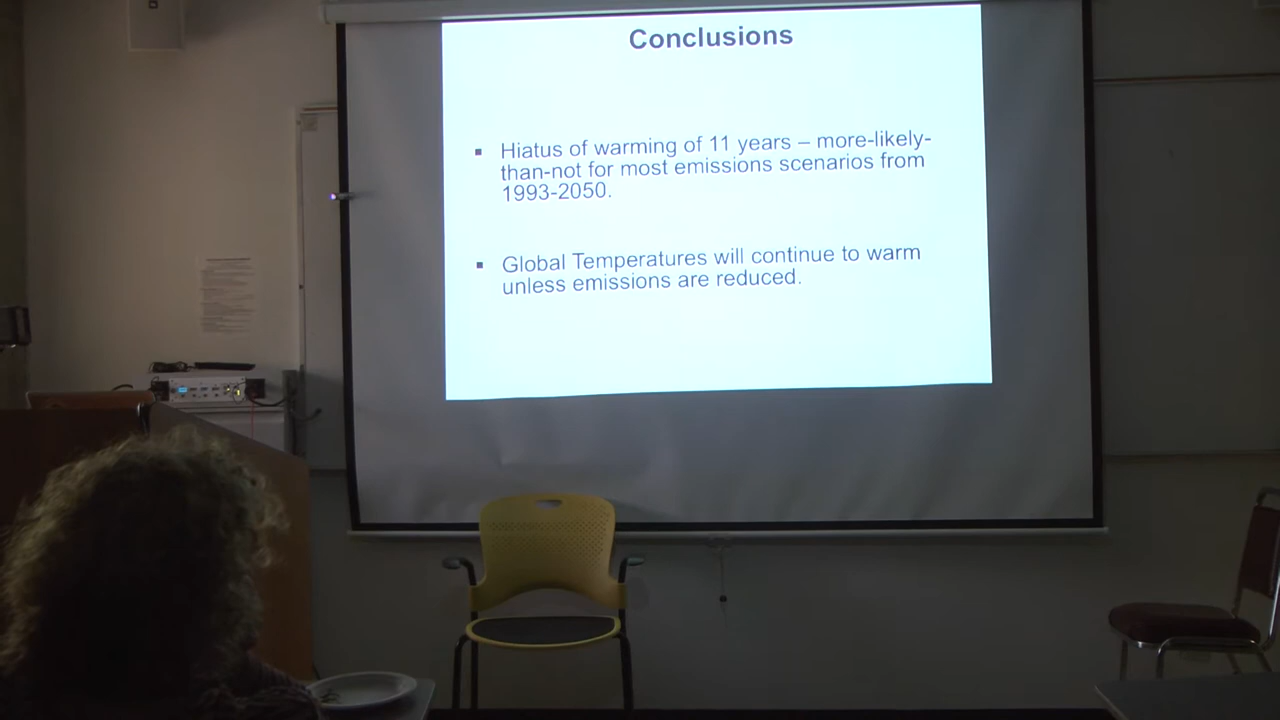 Conclusions
▪ Hiatus of warming of 11 years – more-likely-
than-not for most emissions scenarios from
1993-2050.
▪ Global Temperatures will continue to warm
unless emissions are reduced.